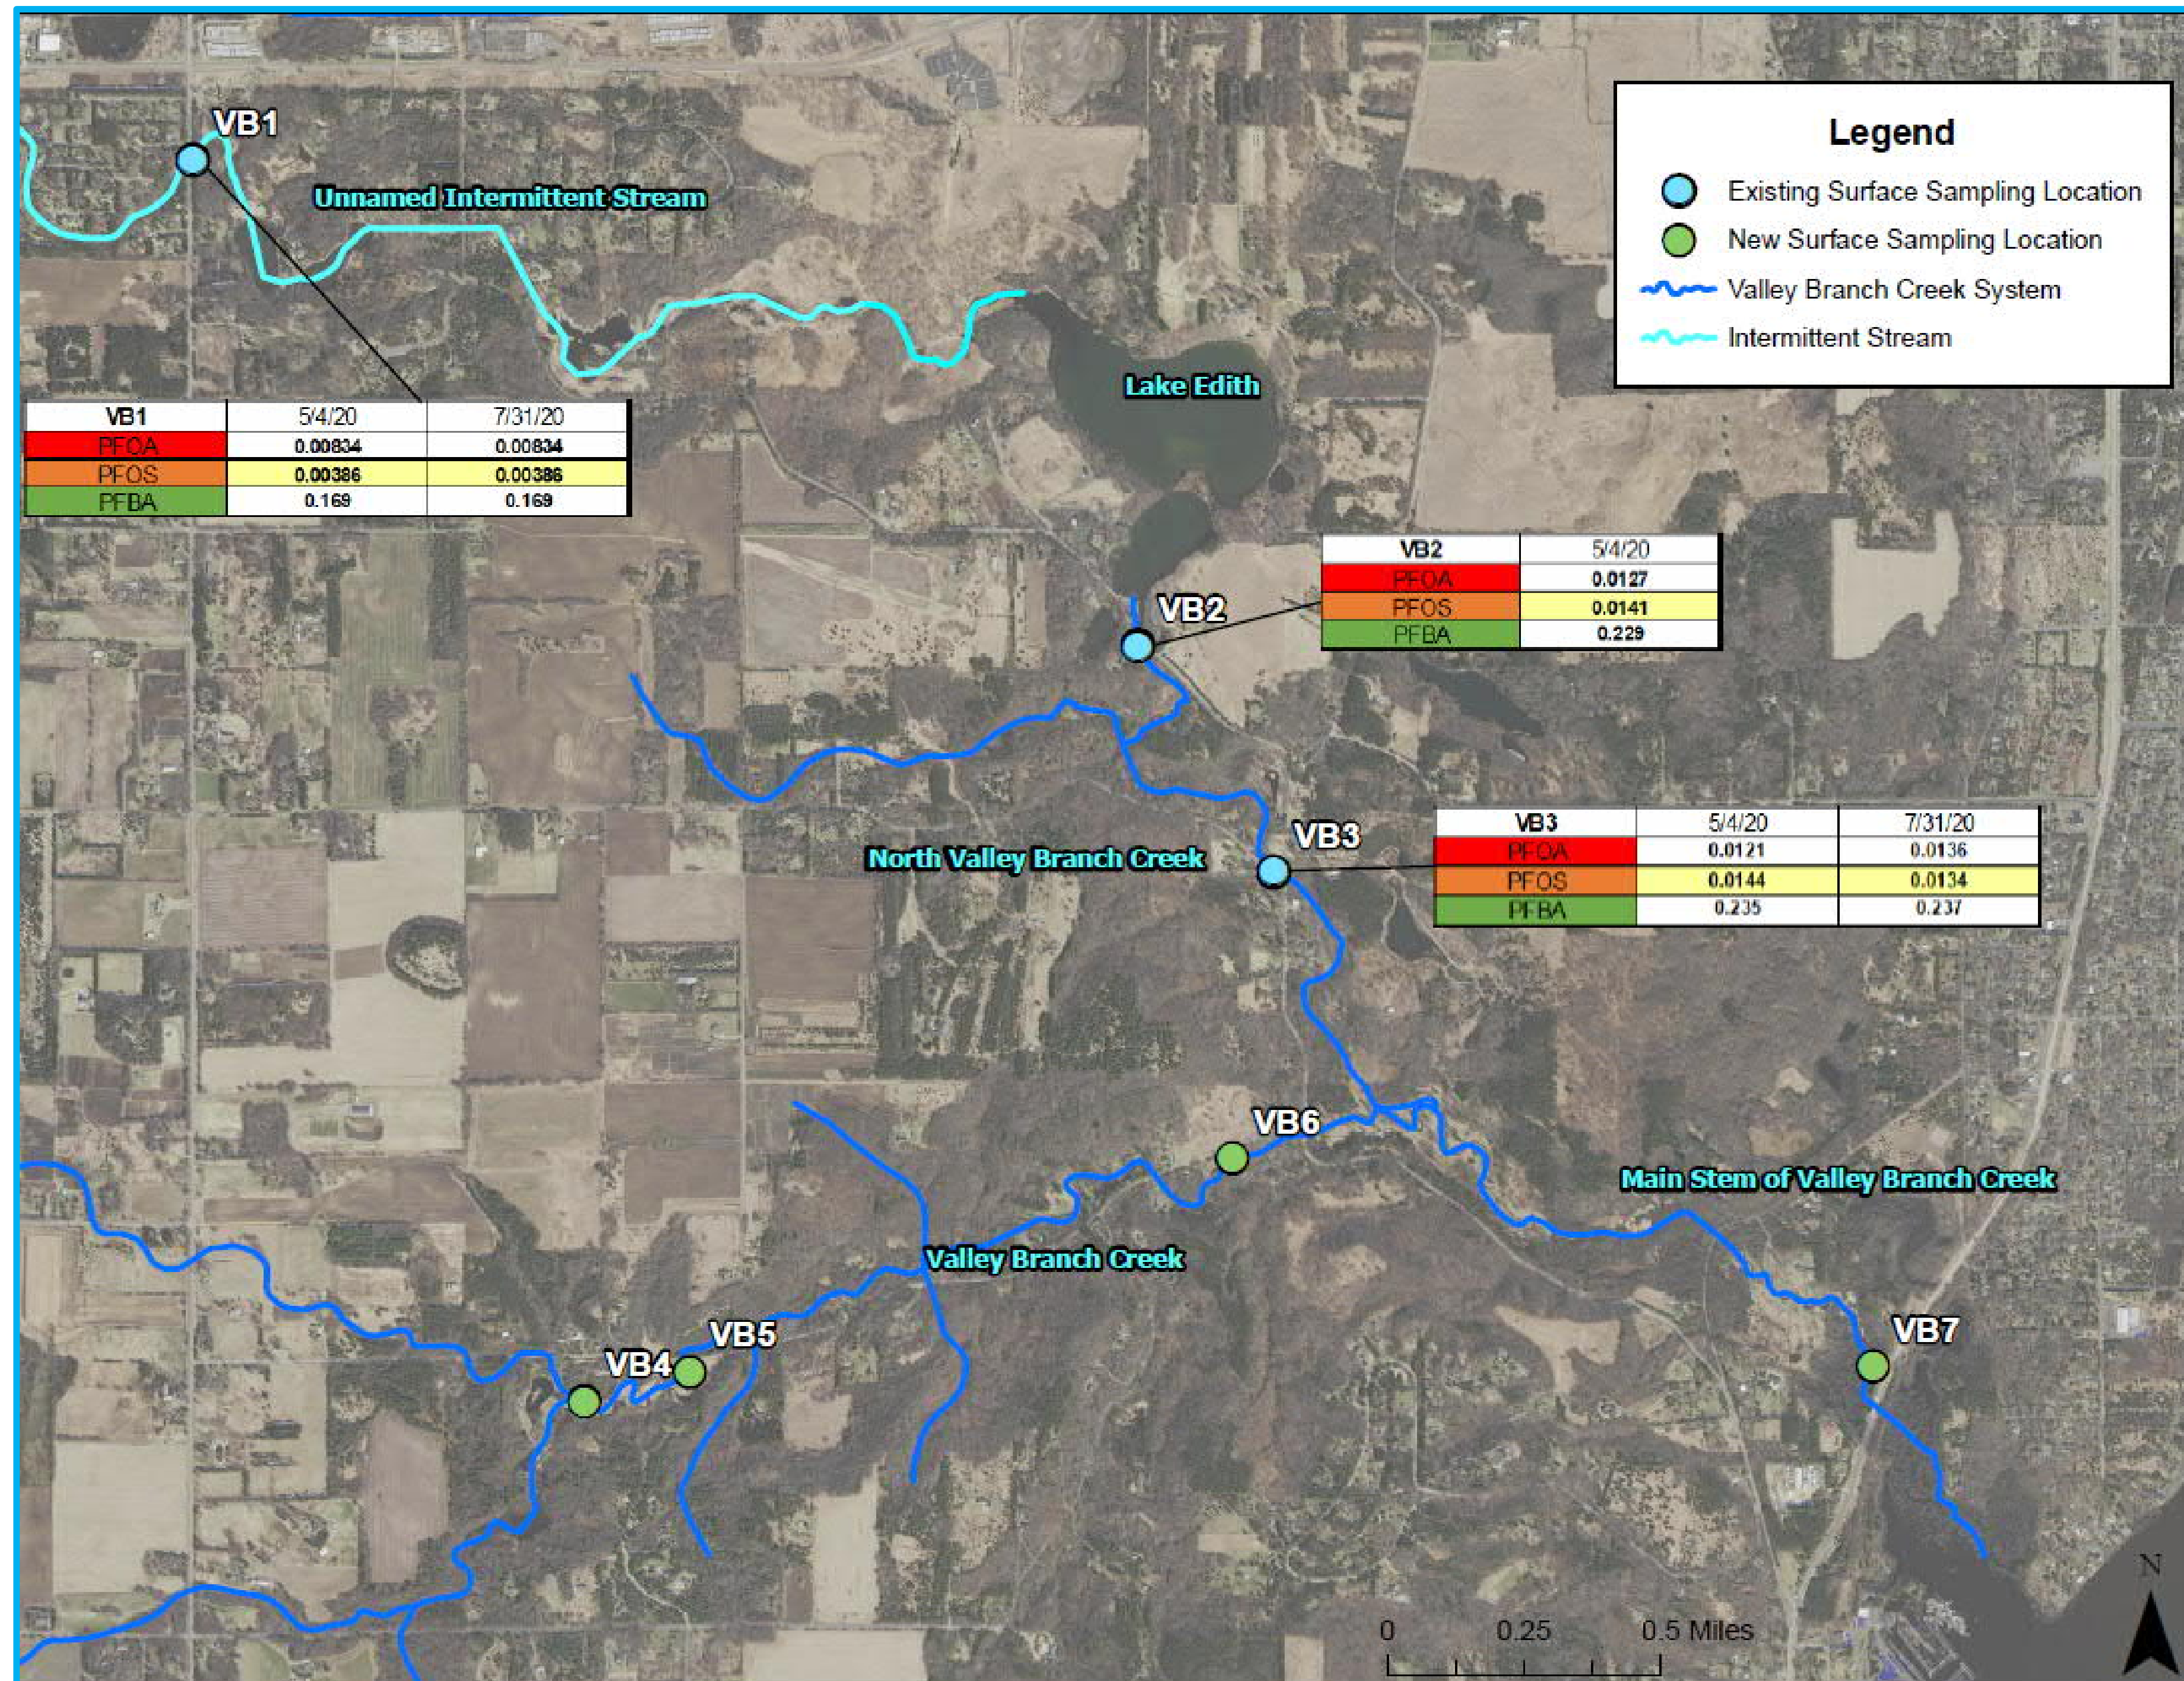 VB1
Unnamed Intermittent Stream
Legend
Existing Surface Sampling Location
New Surface Sampling Location
Valley Branch Creek System
Intermittent Stream
Lake Edith
VB1 5/4/20 7/31/20
PFOA 0.00834 0.00834
PFOS 0.00386 0.00386
PFBA 0.169 0.169
VB2
VB2 5/4/20
PFOA 0.0127
PFOS 0.0141
PFBA 0.229
VB3
North Valley Branch Creek
VB3 5/4/20 7/31/20
PFOA 0.0121 0.0136
PFOS 0.0144 0.0134
PFBA 0.235 0.237
VB6
Main Stem of Valley Branch Creek
Valley Branch Creek
VB5
VB4
VB7
N
0 0.25 0.5 Miles